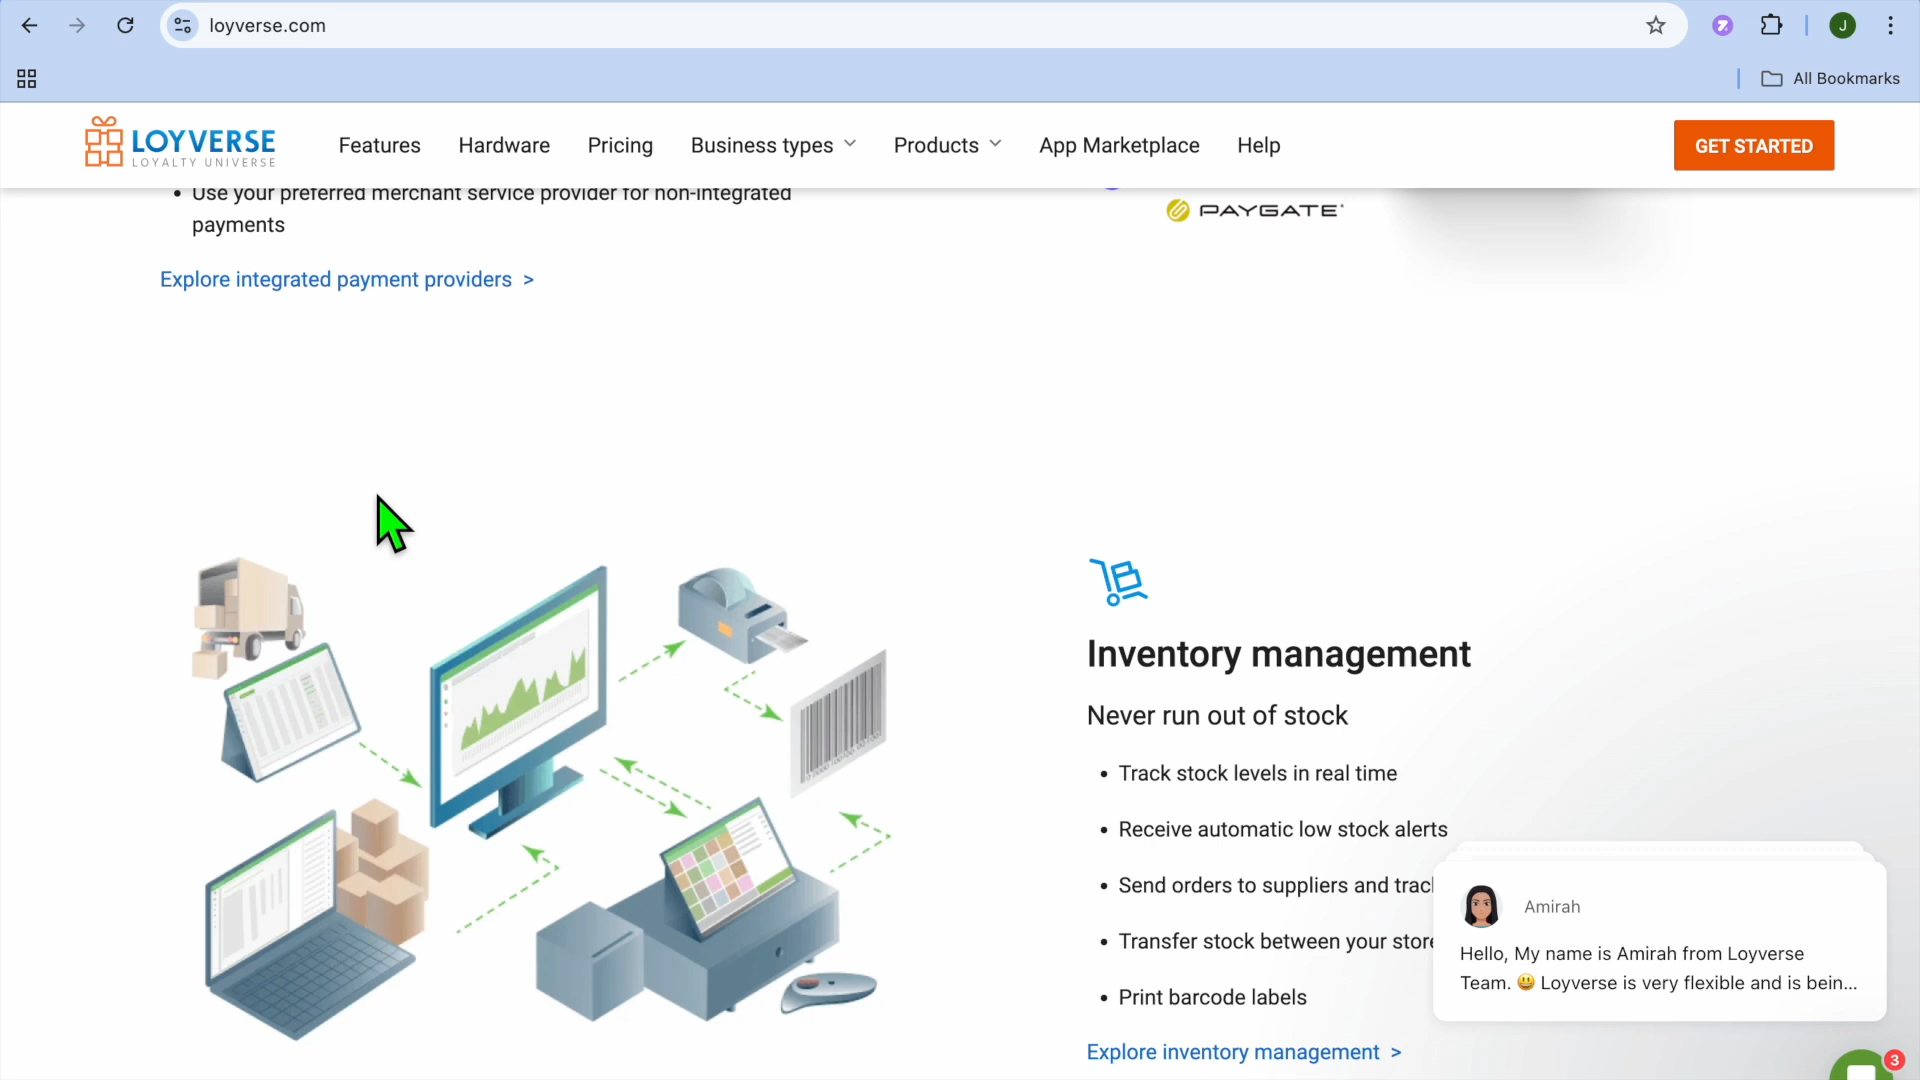 loyverse.com
J
All Bookmarks
LOYVERSE
LOYALTY UNIVERSE
Features
Hardware
Pricing
Business types
Products
App Marketplace
Help
GET STARTED
• Use your preferred merchant service provider for non-integrated
payments
PAYGATE
Explore integrated payment providers >
Inventory management
Never run out of stock
• Track stock levels in real time
• Receive automatic low stock alerts
• Send orders to suppliers and
• Transfer stock between your
• Print barcode labels
Explore inventory management >
Amirah
Hello, My name is Amirah from Loyverse
Team. 😃 Loyverse is very flexible and is bein...
3